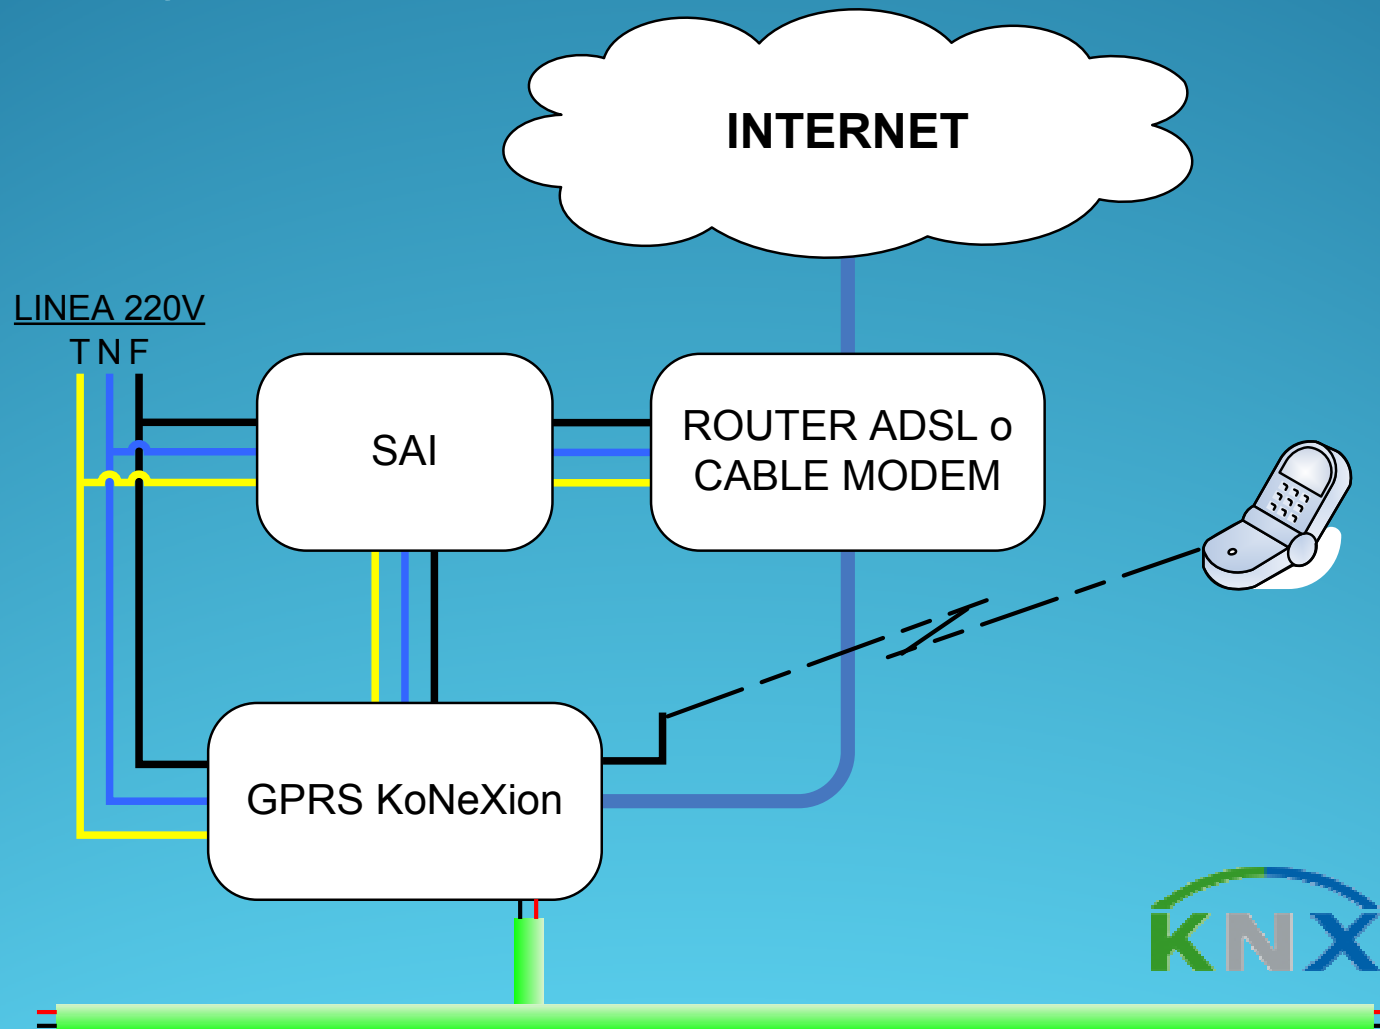 INTERNET
LINEA 220V
T N F
SAI
ROUTER ADSL o
CABLE MODEM
GPRS KoNeXion
KNX